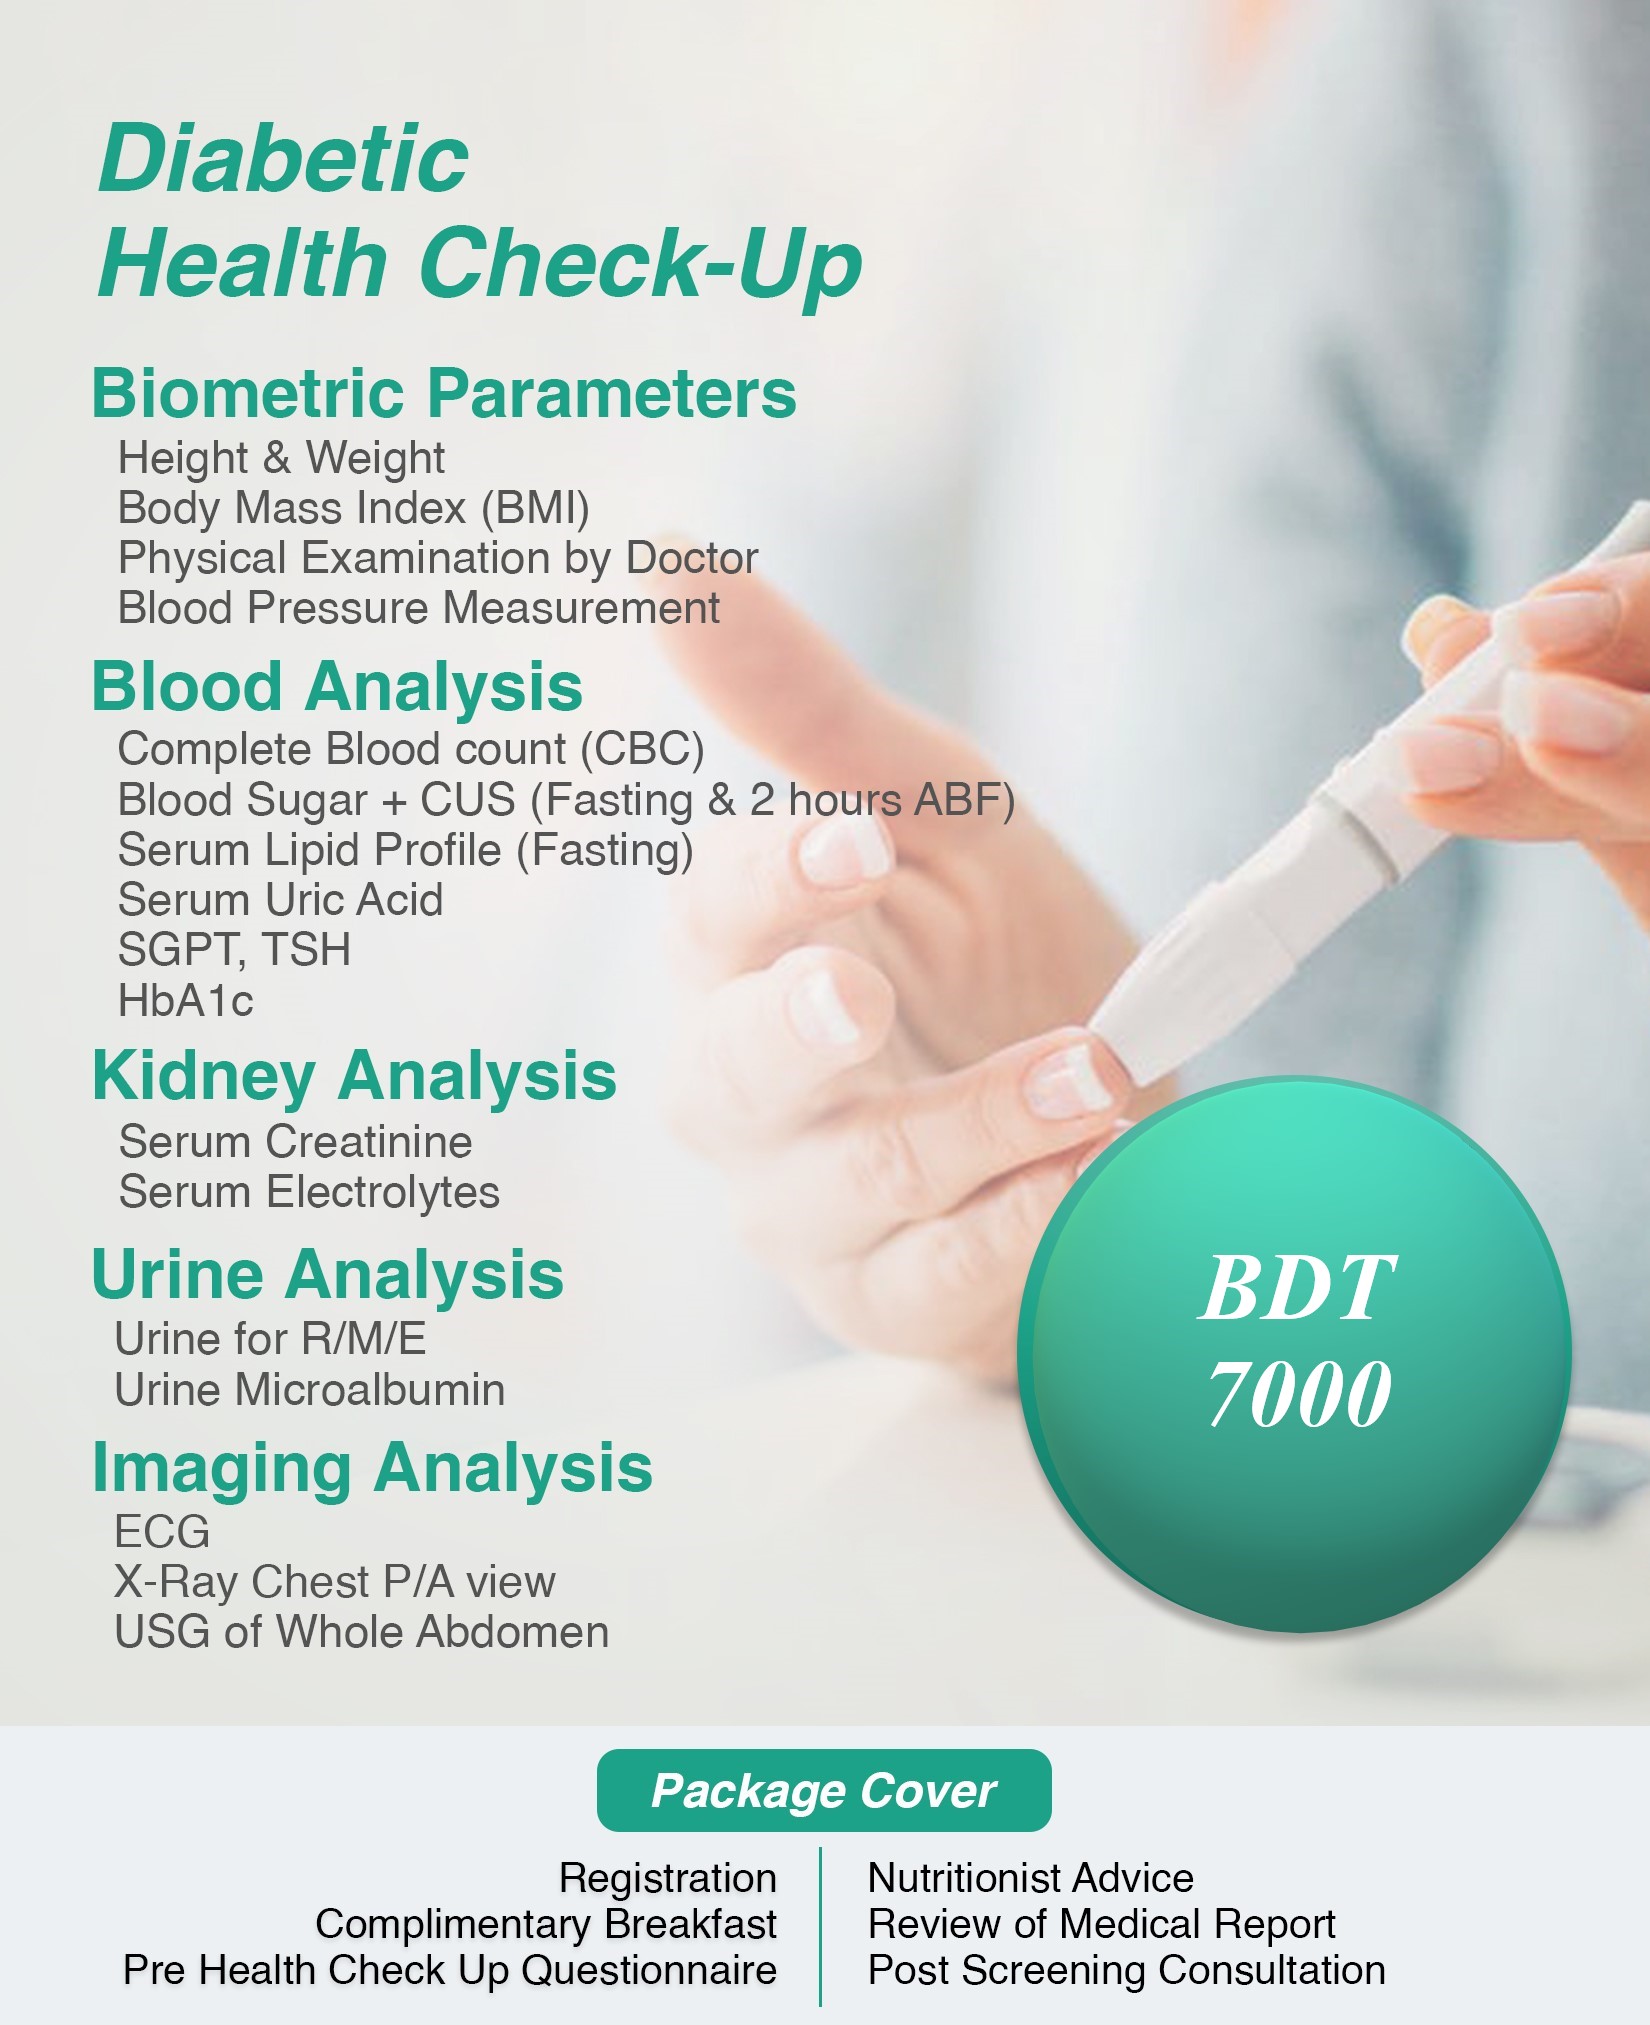 Diabetic
Health Check-Up
Biometric Parameters
Height & Weight
Body Mass Index (BMI)
Physical Examination by Doctor
Blood Pressure Measurement
Blood Analysis
Complete Blood count (CBC)
Blood Sugar + CUS (Fasting & 2 hours ABF)
Serum Lipid Profile (Fasting)
Serum Uric Acid
SGPT, TSH
HbA1c
Kidney Analysis
Serum Creatinine
Serum Electrolytes
Urine Analysis
Urine for R/M/E
Urine Microalbumin
Imaging Analysis
ECG
X-Ray Chest P/A view
USG of Whole Abdomen
BDT
7000
Package Cover
Registration
Complimentary Breakfast
Pre Health Check Up Questionnaire
Nutritionist Advice
Review of Medical Report
Post Screening Consultation